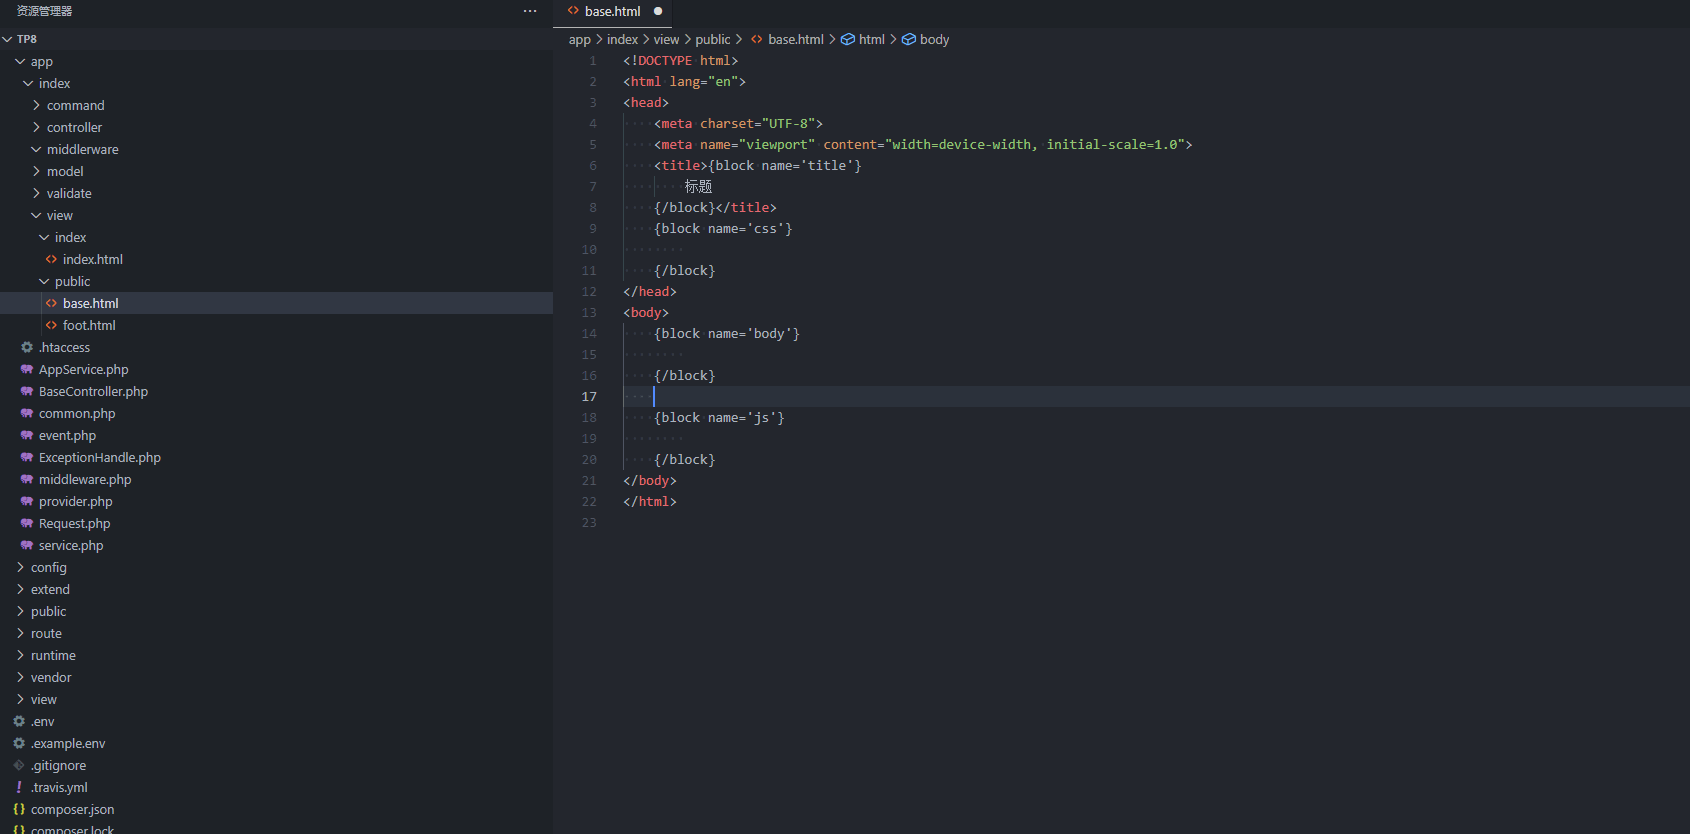 资源管理器
TP8
app
index
command
controller
middlerware
model
validate
view
index
index.html
public
base.html
foot.html
.htaccess
AppService.php
BaseController.php
common.php
event.php
ExceptionHandle.php
middleware.php
provider.php
Request.php
service.php
config
extend
public
route
runtime
vendor
view
.env
.example.env
.gitignore
.travis.yml
composer.json
composer.lock
base.html
app > index > view > public > base.html > html > body
1 <!DOCTYPE html>
2 <html lang="en">
3 <head>
4 <meta charset="UTF-8">
5 <meta name="viewport" content="width=device-width, initial-scale=1.0">
6 <title>{block name='title'}
7 标题
8 {/block}</title>
9 {block name='css'}
10
11 {/block}
12 </head>
13 <body>
14 {block name='body'}
15
16 {/block}
17
18 {block name='js'}
19
20 {/block}
21 </body>
22 </html>
23